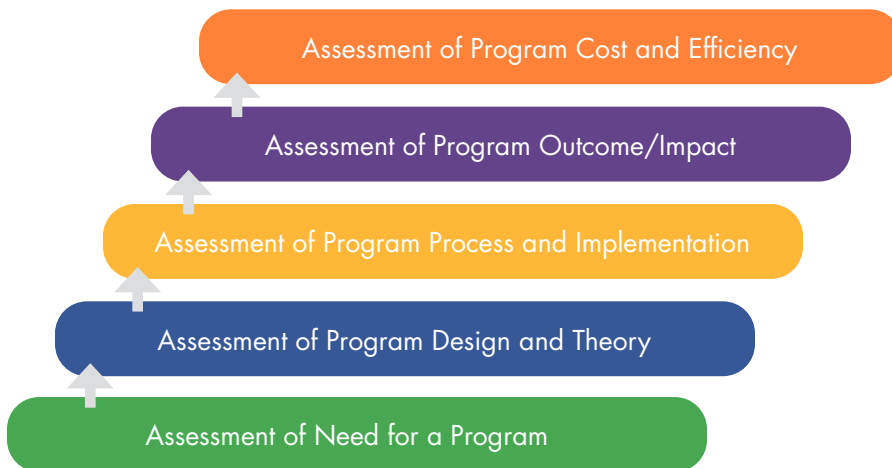 Assessment of Program Cost and Efficiency
Assessment of Program Outcome/Impact
Assessment of Program Process and Implementation
Assessment of Program Design and Theory
Assessment of Need for a Program